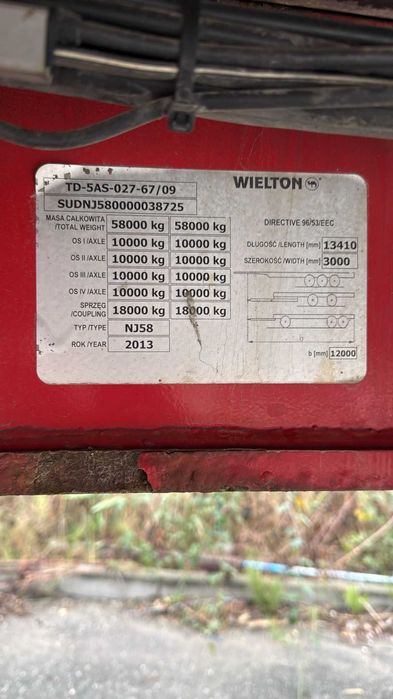 TD-5AS-027-67/09
SUDNJ580000038725
WIELTON
MASA CAŁKOWITA
/TOTAL WEIGHT 58000 kg 58000 kg
DIRECTIVE 96/53/EEC
OS I /AXLE 10000 kg 10000 kg
DŁUGOŚĆ /LENGTH [mm] 13410
OS II /AXLE 10000 kg 10000 kg
SZEROKOŚĆ /WIDTH [mm] 3000
OS III /AXLE 10000 kg 10000 kg
OS IV /AXLE 10000 kg 10000 kg
SPRZĘG
/COUPLING 18000 kg 18000 kg
TYP /TYPE NJ58
b
ROK /YEAR 2013
b [mm] 12000